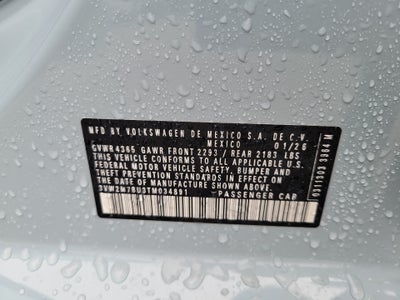 MFD. BY VOLKSWAGEN DE MEXICO S.A. DE C.V.
MEXICO 01/26
GVWR4385 GAWR FRONT 2293 / REAR 2183 LBS
THIS VEHICLE CONFORMS TO ALL APPLICABLE
FEDERAL MOTOR VEHICLE SAFETY, BUMPER AND
THEFT PREVENTION STANDARDS IN EFFECT ON
THE DATE OF MANUFACTURE SHOWN ABOVE.
PASSENGER CAR